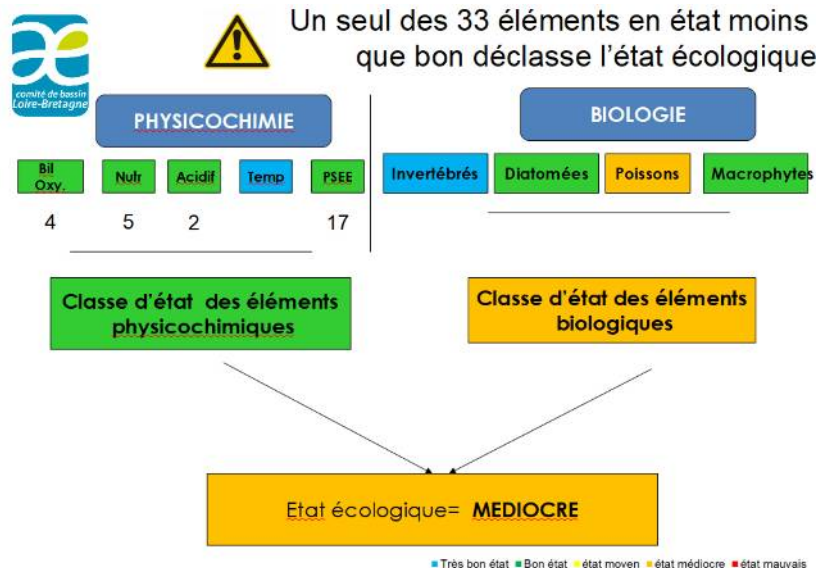 Un seul des 33 éléments en état moins
que bon déclasse l'état écologique
comité de bassin
Loire-Bretagne
PHYSICOCHIMIE
BIOLOGIE
Bil
Oxy.
Nutr
Acidif
Temp
PSEE
Invertébrés
Diatomées
Poissons
Macrophytes
4
5
2
17
Classe d'état des éléments
physicochimiques
Classe d'état des éléments
biologiques
Etat écologique= MEDIOCRE
Très bon état Bon état état moyen état médiocre état mauvais